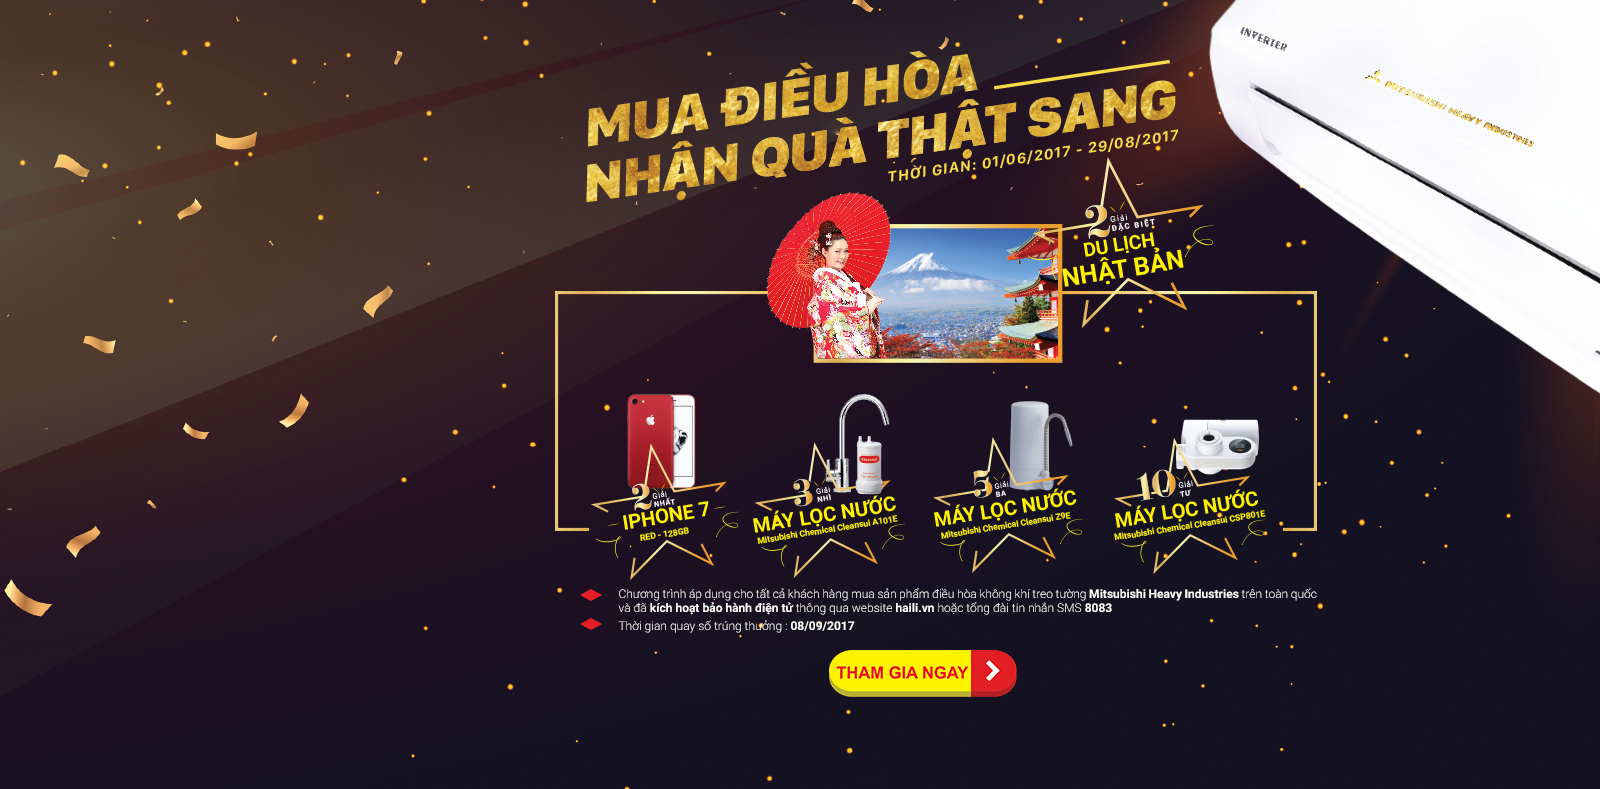 INVERTER
MITSUBISHI HEAVY INDUSTRIES
MUA ĐIỀU HÒA
NHẬN QUÀ THẬT SANG
THỜI GIAN: 01/06/2017 - 29/08/2017
2 Giải
ĐẶC BIỆT
DU LỊCH
NHẬT BẢN
2 Giải
NHẤT
IPHONE 7
RED - 128GB
Cleansui
3 Giải
NHÌ
MÁY LỌC NƯỚC
Mitsubishi Chemical Cleansui A101E
5 Giải
BA
MÁY LỌC NƯỚC
Mitsubishi Chemical Cleansui Z9E
10 Giải
TƯ
MÁY LỌC NƯỚC
Mitsubishi Chemical Cleansui CSP801E
Chương trình áp dụng cho tất cả khách hàng mua sản phẩm điều hòa không khí treo tường Mitsubishi Heavy Industries trên toàn quốc
và đã kích hoạt bảo hành điện tử thông qua website haili.vn hoặc tổng đài tin nhắn SMS 8083
Thời gian quay số trúng thưởng : 08/09/2017
THAM GIA NGAY